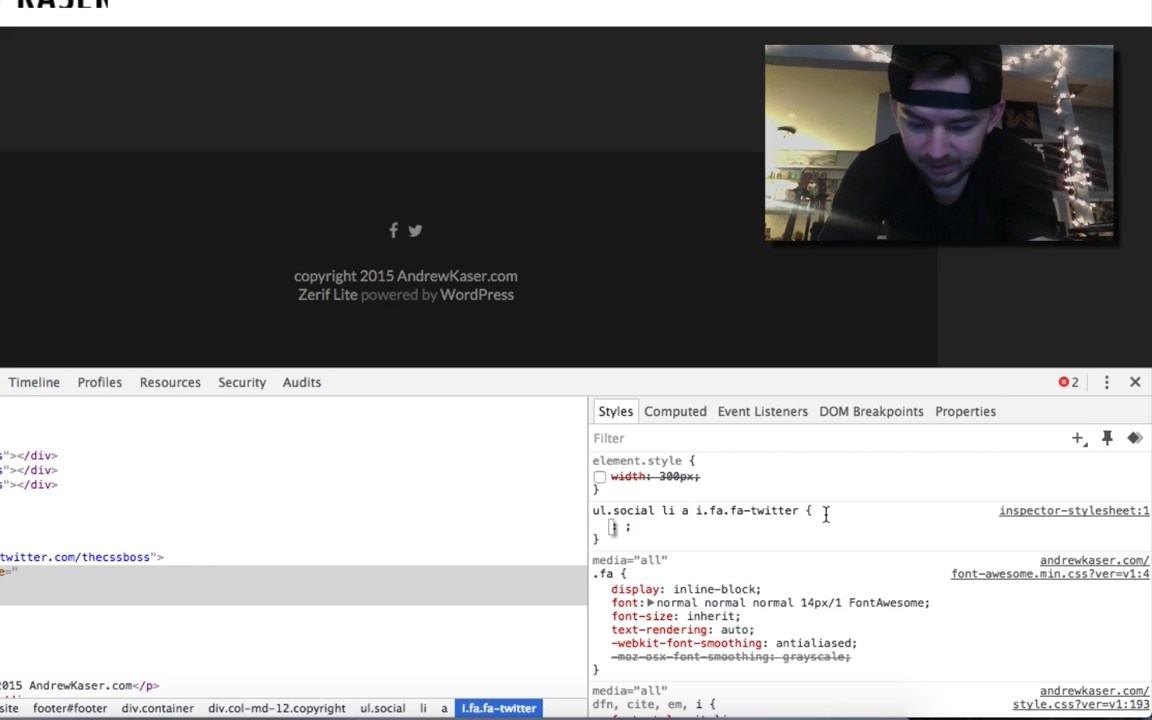 KASER
copyright 2015 AndrewKaser.com
Zerif Lite powered by WordPress
Timeline Profiles Resources Security Audits
2
Styles Computed Event Listeners DOM Breakpoints Properties
Filter
s"></div>
s"></div>
s"></div>
twitter.com/thecssboss">
e="
2015 AndrewKaser.com</p>
site footer#footer div.container div.col-md-12.copyright ul.social li a i.fa.fa-twitter
element.style {
width: 300px;
}
ul.social li a i.fa.fa-twitter { inspector-stylesheet:1
: ;
}
media="all" andrewkaser.com/
.fa { font-awesome.min.css?ver=v1:4
display: inline-block;
font:▶normal normal normal 14px/1 FontAwesome;
font-size: inherit;
text-rendering: auto;
-webkit-font-smoothing: antialiased;
-moz-osx-font-smoothing: grayscale;
}
media="all" andrewkaser.com/
dfn, cite, em, i { style.css?ver=v1:193